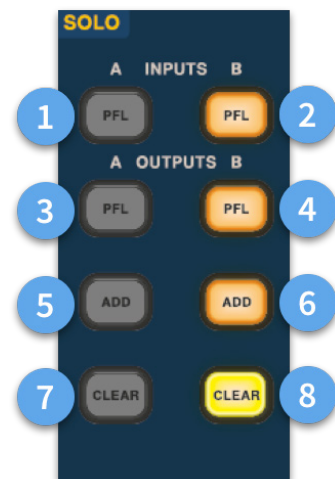 SOLO
A INPUTS B
1 PFL PFL 2
A OUTPUTS B
3 PFL PFL 4
5 ADD ADD 6
7 CLEAR CLEAR 8